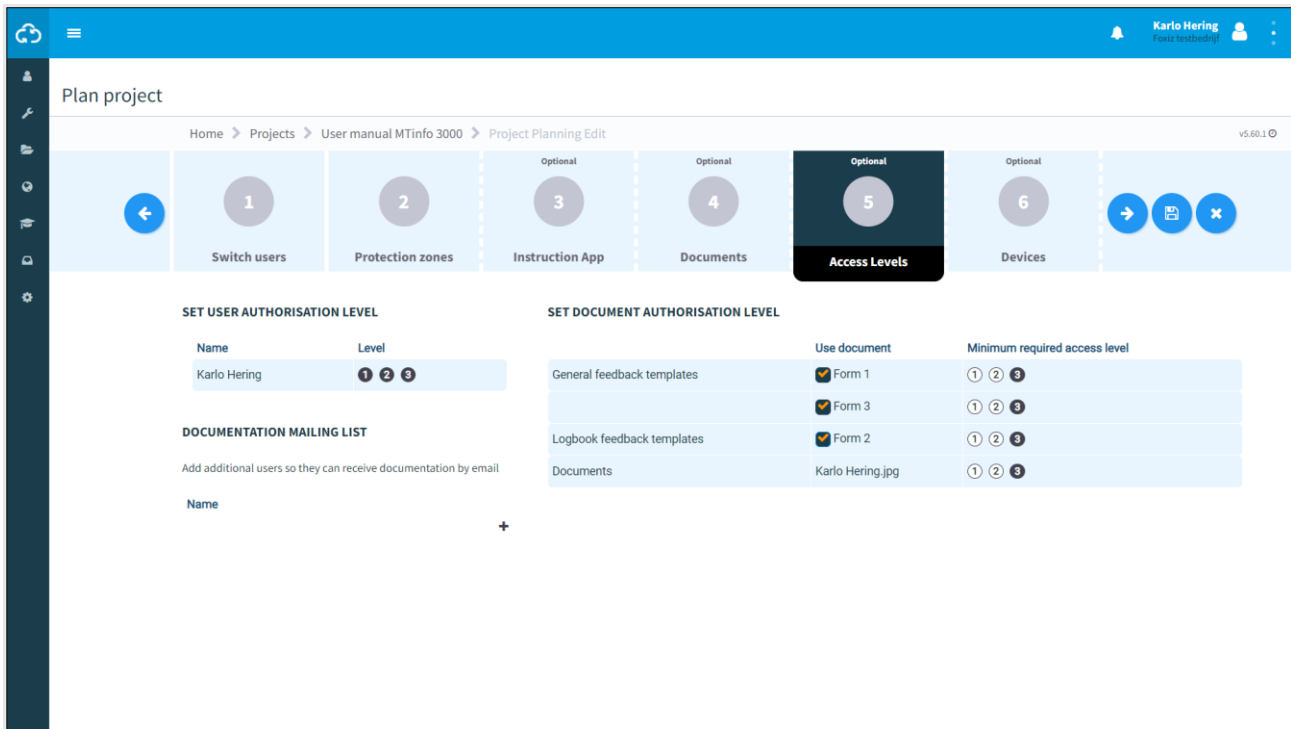 Karlo Hering
Foxiz testbedrijf
Plan project
Home Projects User manual MTinfo 3000 Project Planning Edit
v5.60.1
1
Switch users
2
Protection zones
Optional
3
Instruction App
Optional
4
Documents
Optional
5
Access Levels
Optional
6
Devices
SET USER AUTHORISATION LEVEL
Name Level
Karlo Hering 1 2 3
DOCUMENTATION MAILING LIST
Add additional users so they can receive documentation by email
Name
SET DOCUMENT AUTHORISATION LEVEL
Use document Minimum required access level
General feedback templates Form 1 1 2 3
Form 3 1 2 3
Logbook feedback templates Form 2 1 2 3
Documents Karlo Hering.jpg 1 2 3